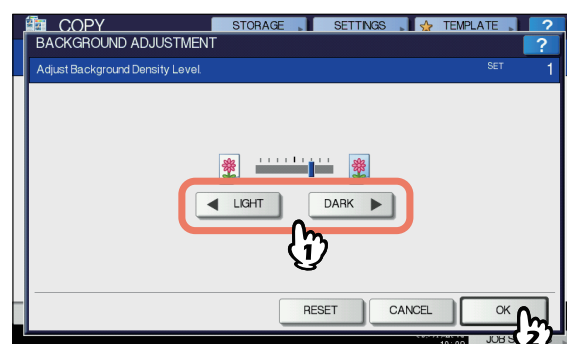 COPY STORAGE SETTINGS TEMPLATE ?
BACKGROUND ADJUSTMENT ?
Adjust Background Density Level. SET 1
LIGHT DARK
1
RESET CANCEL OK
2
JOB S